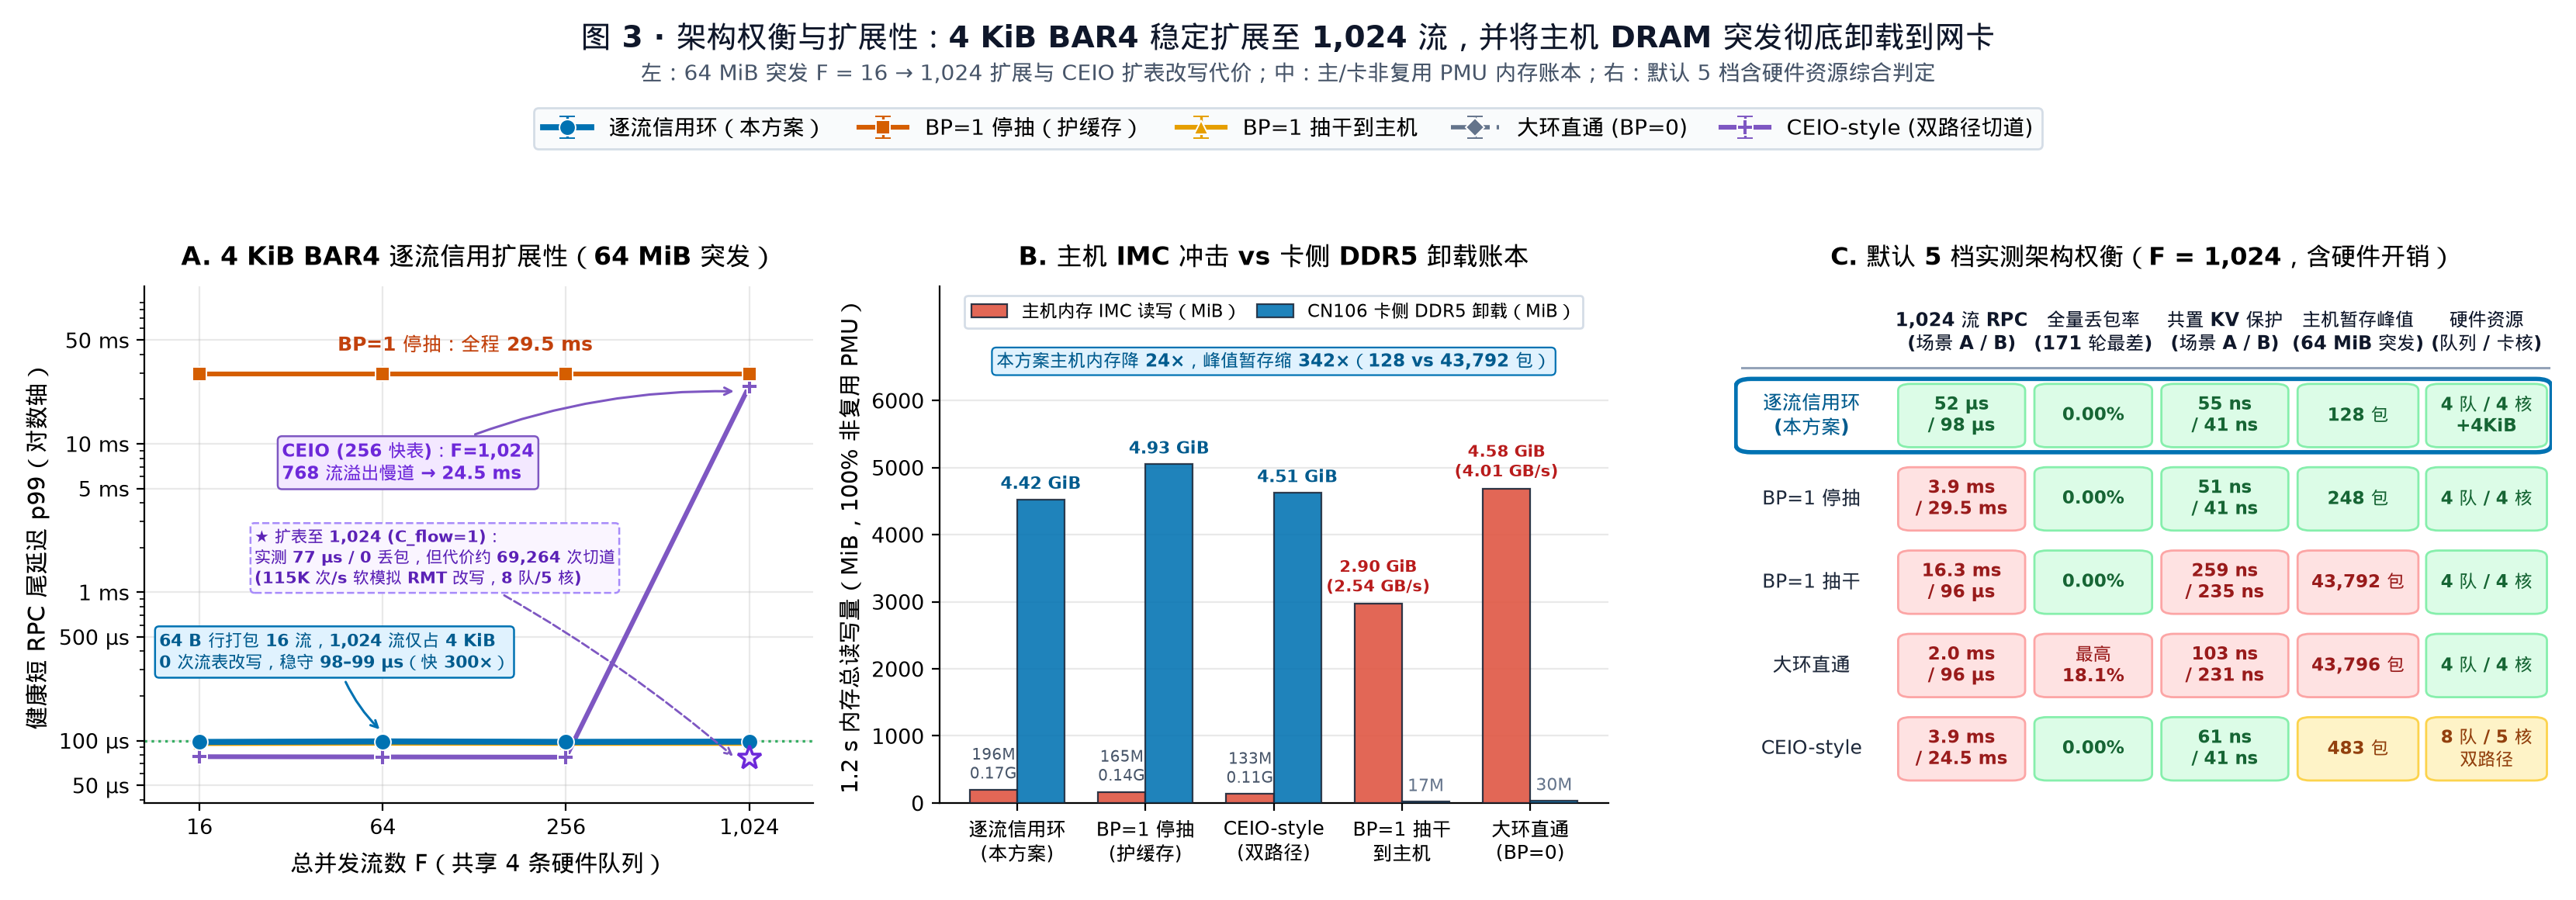 图 3 · 架构权衡与扩展性：4 KiB BAR4 稳定扩展至 1,024 流，并将主机 DRAM 突发彻底卸载到网卡
左：64 MiB 突发 F = 16 → 1,024 扩展与 CEIO 扩表改写代价；中：主/卡非复用 PMU 内存账本；右：默认 5 档含硬件资源综合判定
逐流信用环（本方案）
BP=1 停抽（护缓存）
BP=1 抽干到主机
大环直通 (BP=0)
CEIO-style (双路径切道)
A. 4 KiB BAR4 逐流信用扩展性（64 MiB 突发）
健康短 RPC 尾延迟 p99（对数轴）
50 ms
10 ms
5 ms
1 ms
500 μs
100 μs
50 μs
BP=1 停抽：全程 29.5 ms
CEIO (256 快表)：F=1,024
768 流溢出慢道 → 24.5 ms
★ 扩表至 1,024 (C_flow=1)：
实测 77 μs / 0 丢包，但代价约 69,264 次切道
(115K 次/s 软模拟 RMT 改写，8 队/5 核)
64 B 行打包 16 流，1,024 流仅占 4 KiB
0 次流表改写，稳守 98–99 μs（快 300×）
16
64
256
1,024
总并发流数 F（共享 4 条硬件队列）
B. 主机 IMC 冲击 vs 卡侧 DDR5 卸载账本
1.2 s 内存总读写量（MiB，100% 非复用 PMU）
主机内存 IMC 读写（MiB）
CN106 卡侧 DDR5 卸载（MiB）
本方案主机内存降 24×，峰值暂存缩 342×（128 vs 43,792 包）
6000
5000
4000
3000
2000
1000
0
196M
0.17G
4.42 GiB
165M
0.14G
4.93 GiB
133M
0.11G
4.51 GiB
2.90 GiB
(2.54 GB/s)
17M
4.58 GiB
(4.01 GB/s)
30M
逐流信用环
(本方案)
BP=1 停抽
(护缓存)
CEIO-style
(双路径)
BP=1 抽干
到主机
大环直通
(BP=0)
C. 默认 5 档实测架构权衡（F = 1,024，含硬件开销）
1,024 流 RPC
(场景 A / B)
全量丢包率
(171 轮最差)
共置 KV 保护
(场景 A / B)
主机暂存峰值
(64 MiB 突发)
硬件资源
(队列 / 卡核)
逐流信用环
(本方案)
52 μs
/ 98 μs
0.00%
55 ns
/ 41 ns
128 包
4 队 / 4 核
+4KiB
BP=1 停抽
3.9 ms
/ 29.5 ms
0.00%
51 ns
/ 41 ns
248 包
4 队 / 4 核
BP=1 抽干
16.3 ms
/ 96 μs
0.00%
259 ns
/ 235 ns
43,792 包
4 队 / 4 核
大环直通
2.0 ms
/ 96 μs
最高
18.1%
103 ns
/ 231 ns
43,796 包
4 队 / 4 核
CEIO-style
3.9 ms
/ 24.5 ms
0.00%
61 ns
/ 41 ns
483 包
8 队 / 5 核
双路径